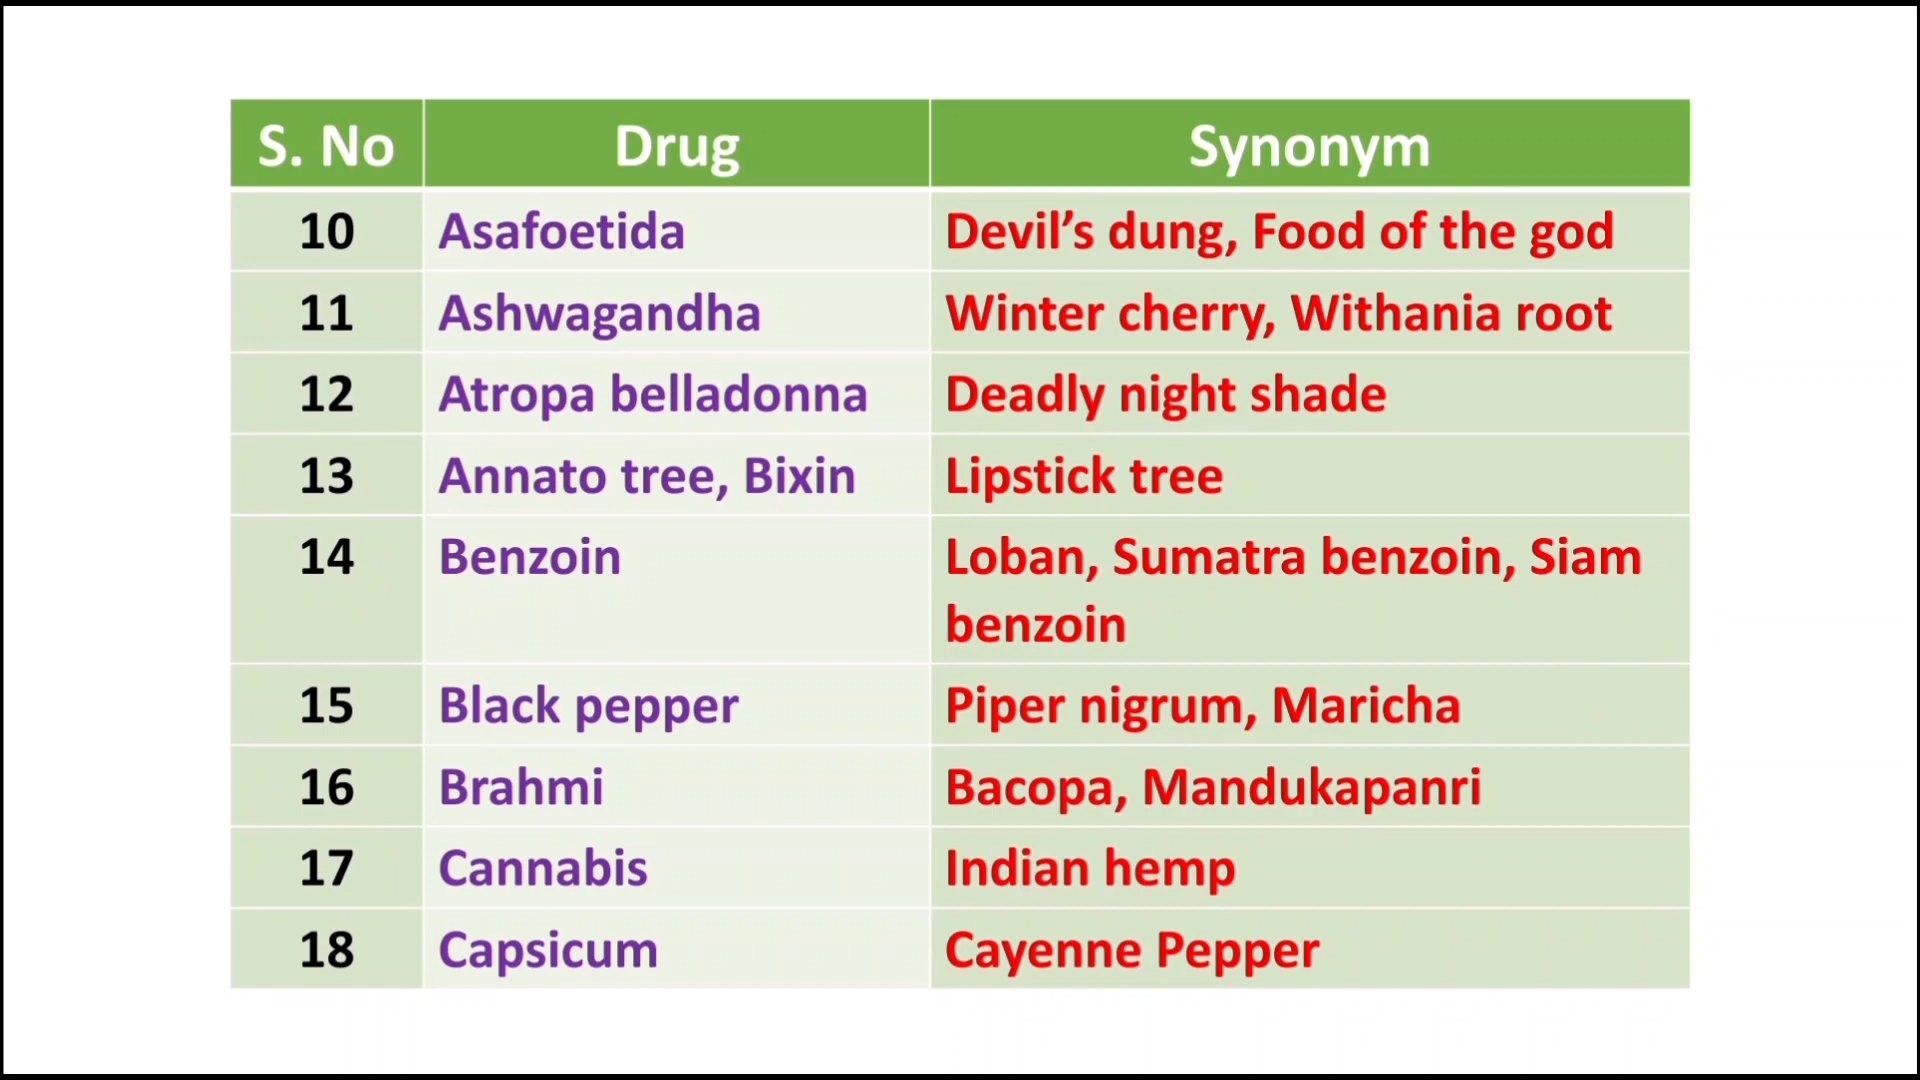 S. No Drug Synonym
10 Asafoetida Devil’s dung, Food of the god
11 Ashwagandha Winter cherry, Withania root
12 Atropa belladonna Deadly night shade
13 Annato tree, Bixin Lipstick tree
14 Benzoin Loban, Sumatra benzoin, Siam
benzoin
15 Black pepper Piper nigrum, Maricha
16 Brahmi Bacopa, Mandukapanri
17 Cannabis Indian hemp
18 Capsicum Cayenne Pepper